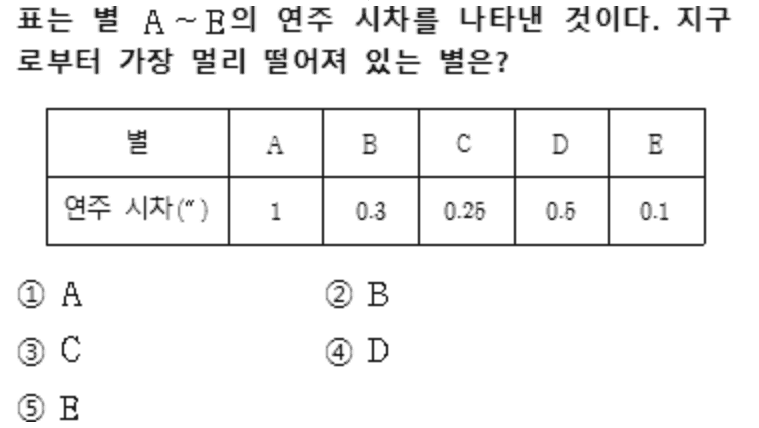 표는 별 A ~ E의 연주 시차를 나타낸 것이다. 지구
로부터 가장 멀리 떨어져 있는 별은?
별 A B C D E
연주 시차(″) 1 0.3 0.25 0.5 0.1
① A ② B
③ C ④ D
⑤ E